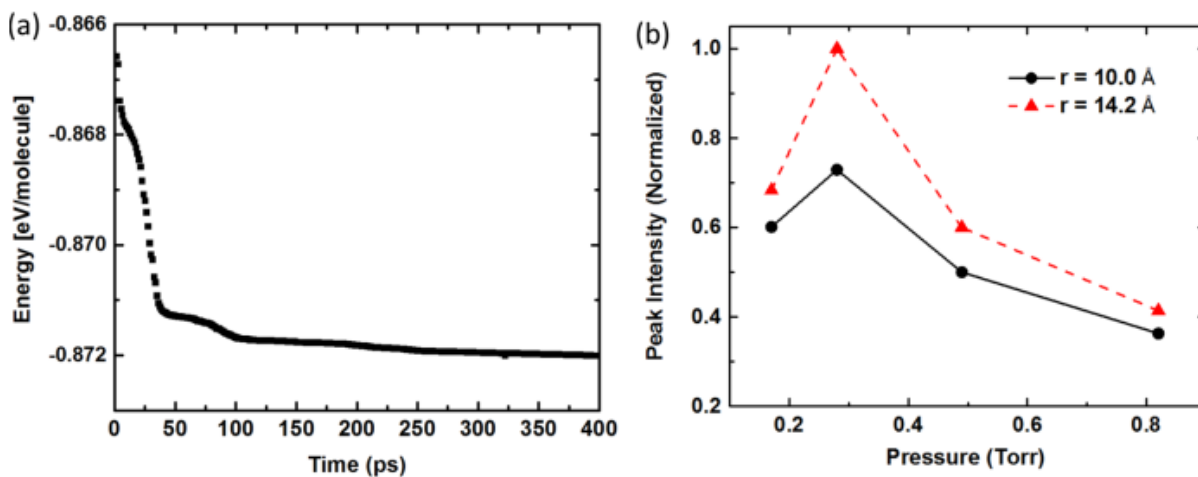 (a)
-0.866
-0.868
-0.870
-0.872
Energy [eV/molecule]
0 50 100 150 200 250 300 350 400
Time (ps)
(b)
1.0
0.8
0.6
0.4
0.2
Peak Intensity (Normalized)
r = 10.0 Å
r = 14.2 Å
0.2 0.4 0.6 0.8
Pressure (Torr)